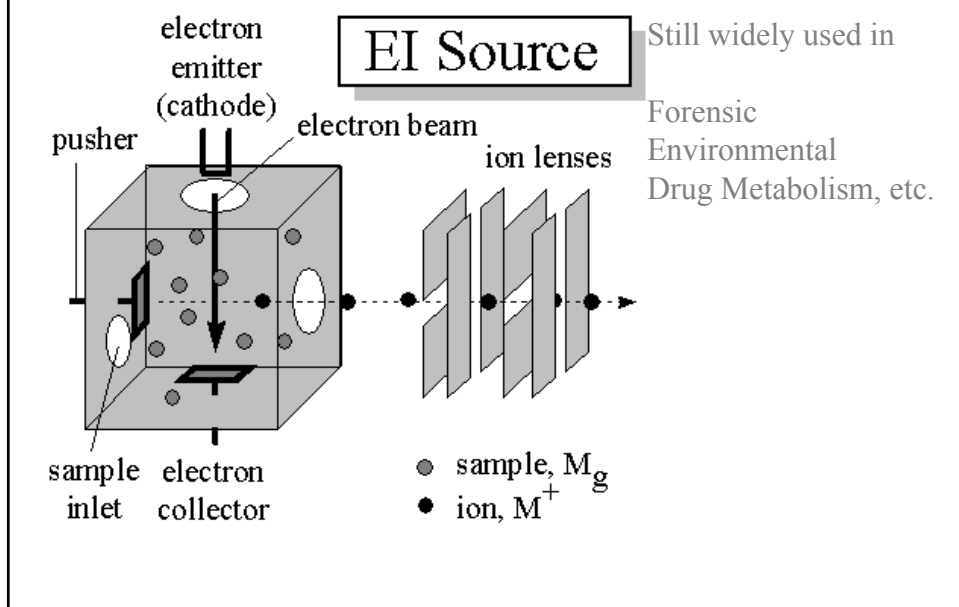 EI Source
Still widely used in
Forensic
Environmental
Drug Metabolism, etc.
electron
emitter
(cathode)
electron beam
pusher
ion lenses
sample
inlet
electron
collector
sample, Mg
ion, M+